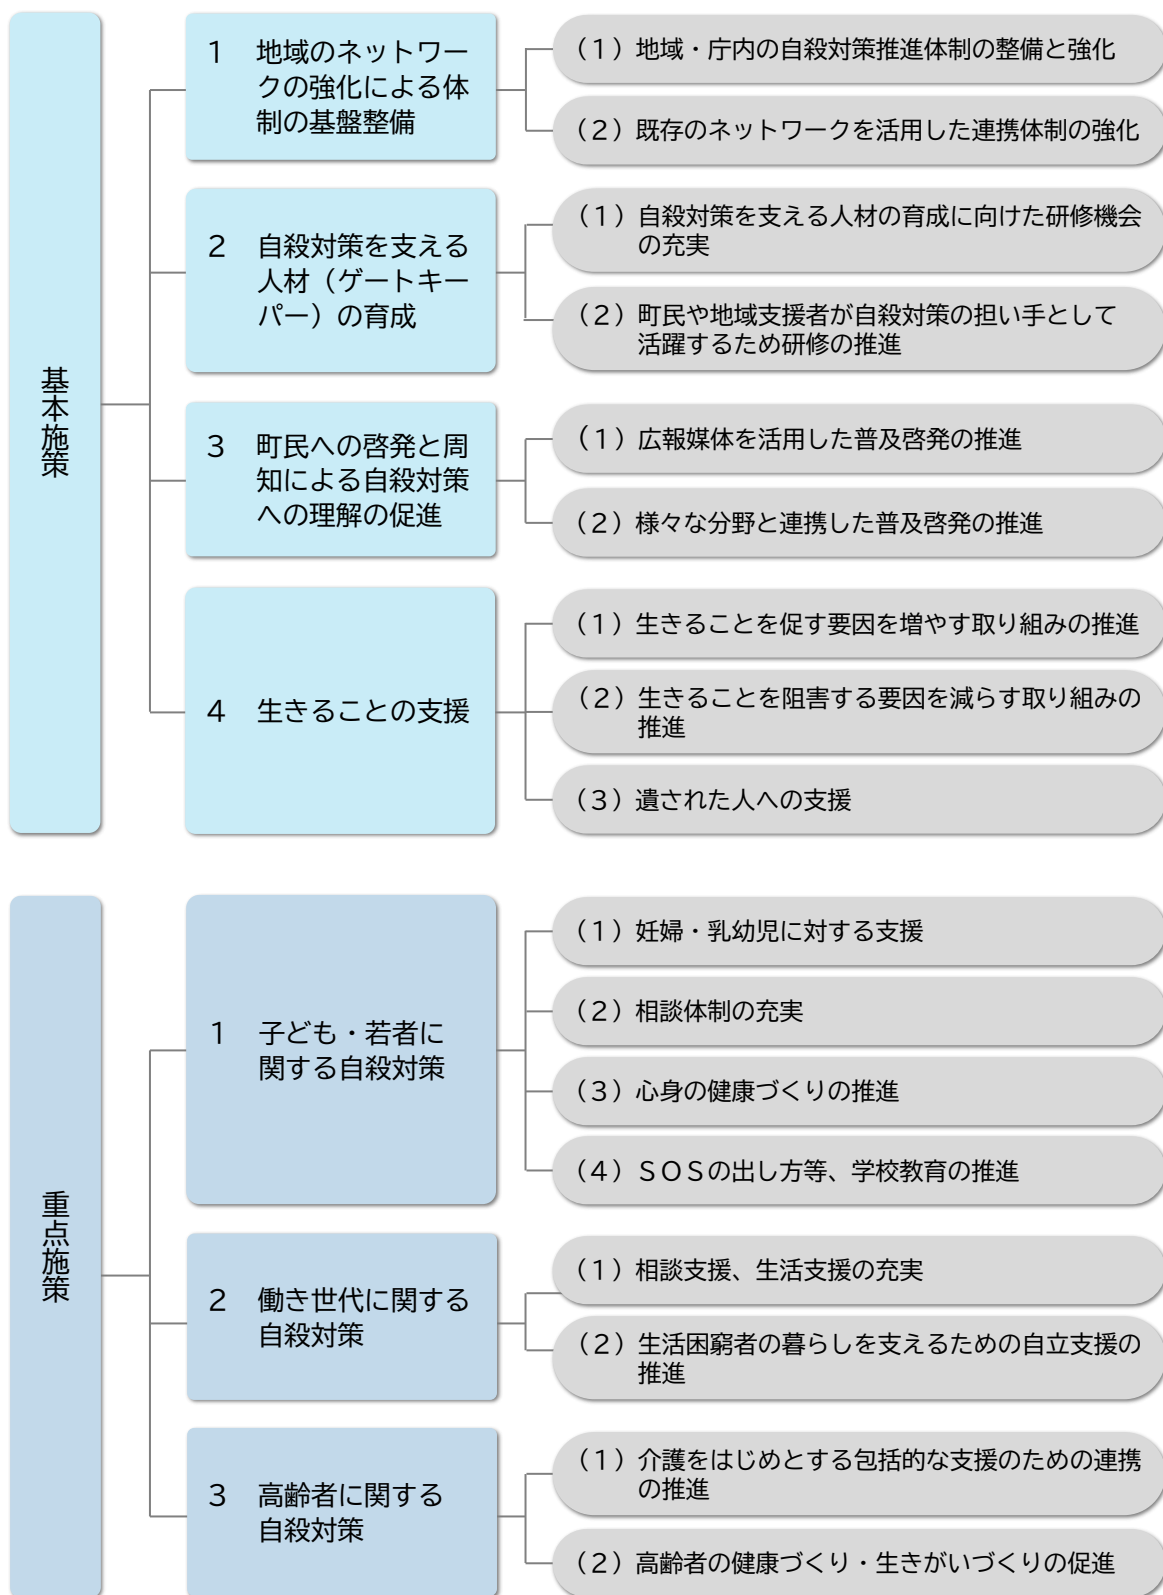 基本施策
１　地域のネットワー
クの強化による体
制の基盤整備
（１）地域・庁内の自殺対策推進体制の整備と強化
（２）既存のネットワークを活用した連携体制の強化
２　自殺対策を支える
人材（ゲートキー
パー）の育成
（１）自殺対策を支える人材の育成に向けた研修機会
の充実
（２）町民や地域支援者が自殺対策の担い手として
活躍するため研修の推進
３　町民への啓発と周
知による自殺対策
への理解の促進
（１）広報媒体を活用した普及啓発の推進
（２）様々な分野と連携した普及啓発の推進
４　生きることの支援
（１）生きることを促す要因を増やす取り組みの推進
（２）生きることを阻害する要因を減らす取り組みの
推進
（３）遺された人への支援
重点施策
１　子ども・若者に
関する自殺対策
（１）妊婦・乳幼児に対する支援
（２）相談体制の充実
（３）心身の健康づくりの推進
（４）ＳＯＳの出し方等、学校教育の推進
２　働き世代に関する
自殺対策
（１）相談支援、生活支援の充実
（２）生活困窮者の暮らしを支えるための自立支援の
推進
３　高齢者に関する
自殺対策
（１）介護をはじめとする包括的な支援のための連携
の推進
（２）高齢者の健康づくり・生きがいづくりの促進